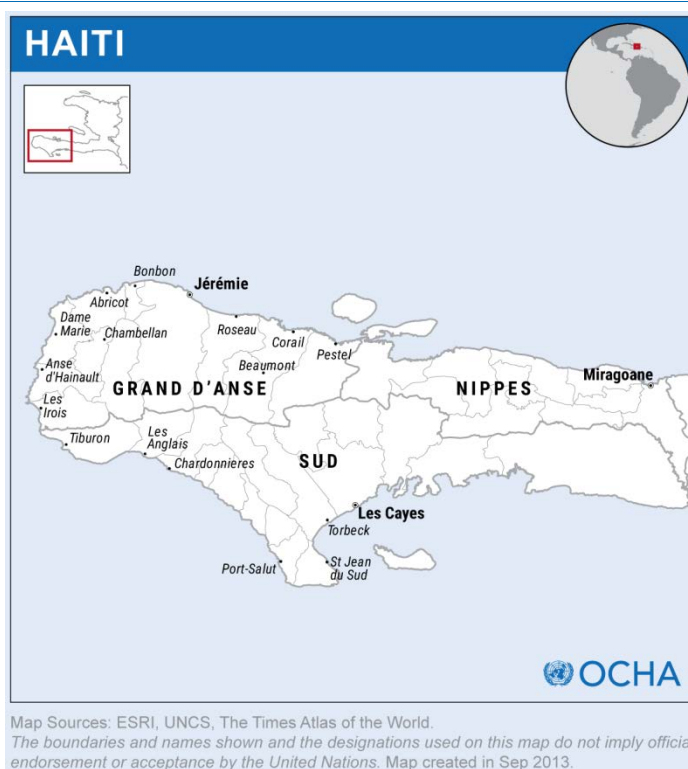 HAITI
Bonbon
Jérémie
Abricot
Dame
Marie
Chambellan
Roseau
Corail
Pestel
Beaumont
Anse
d'Hainault
GRAND D'ANSE
NIPPES
Miragoane
Les
Irois
Tiburon
Les
Anglais
Chardonnieres
SUD
Les Cayes
Torbeck
Port-Salut
St Jean
du Sud
OCHA
Map Sources: ESRI, UNCS, The Times Atlas of the World.
The boundaries and names shown and the designations used on this map do not imply official
endorsement or acceptance by the United Nations. Map created in Sep 2013.